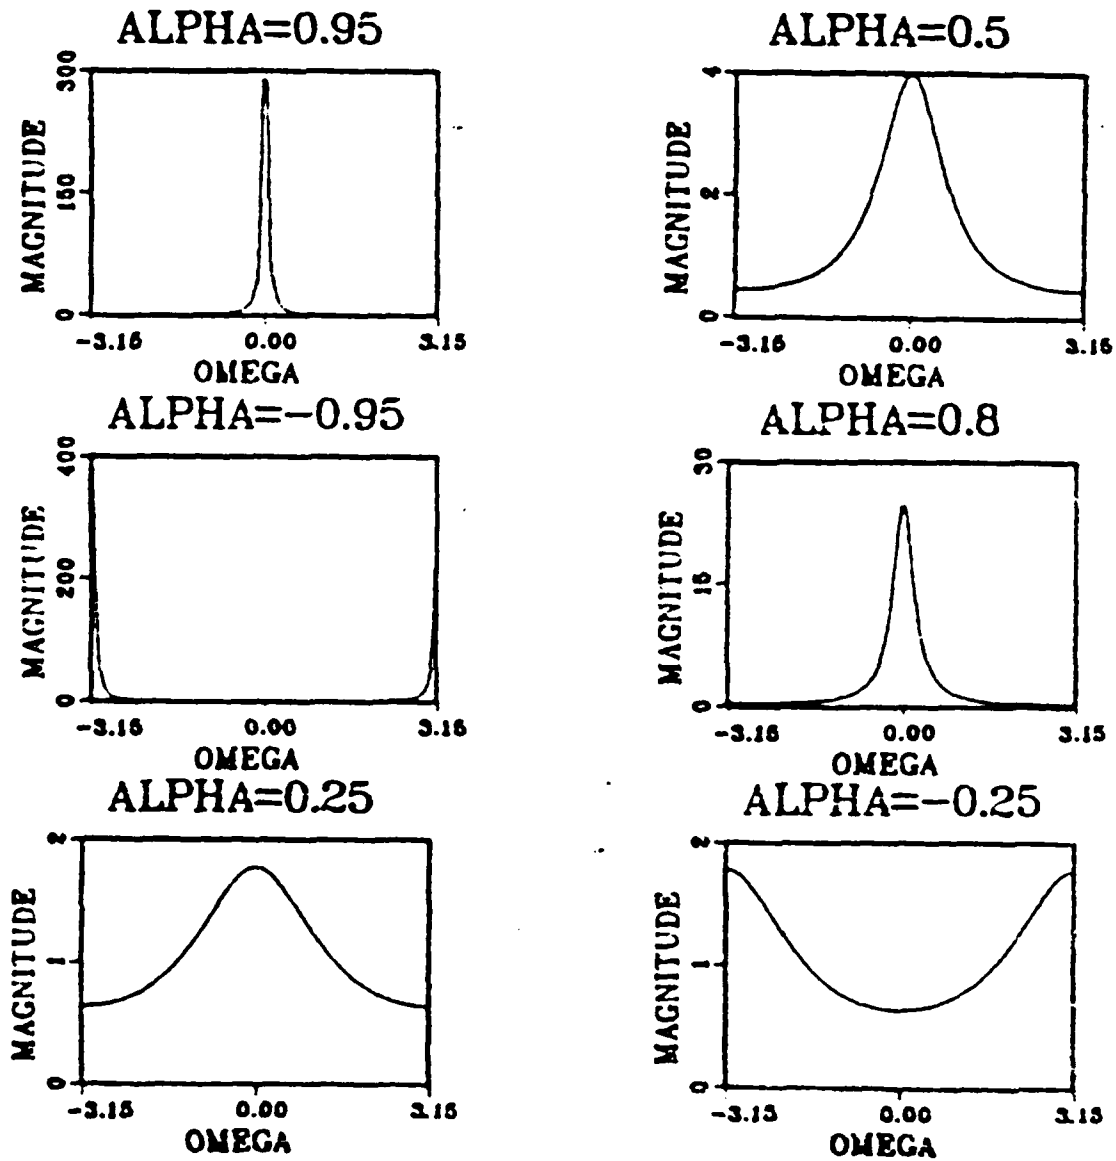 ALPHA=0.95
MAGNITUDE
300
150
0
-3.15 0.00 3.15
OMEGA
ALPHA=0.5
MAGNITUDE
4
2
0
-3.15 0.00 3.15
OMEGA
ALPHA=-0.95
MAGNITUDE
400
200
0
-3.15 0.00 3.15
OMEGA
ALPHA=0.8
MAGNITUDE
30
15
0
-3.15 0.00 3.15
OMEGA
ALPHA=0.25
MAGNITUDE
2
1
0
-3.15 0.00 3.15
OMEGA
ALPHA=-0.25
MAGNITUDE
2
1
0
-3.15 0.00 3.15
OMEGA